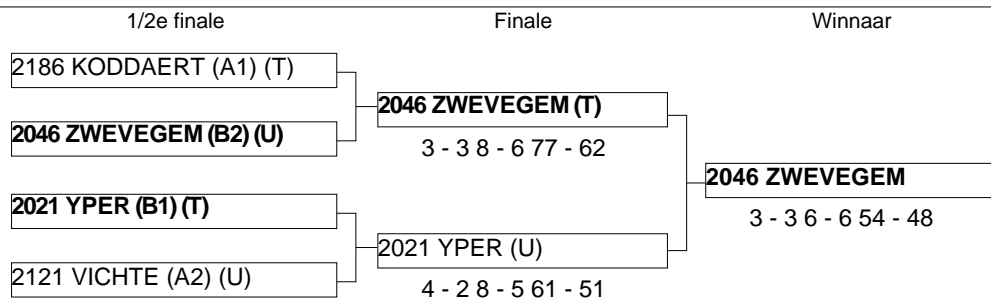 1/2e finale
Finale
Winnaar
2186 KODDAERT (A1) (T)
2046 ZWEVEGEM (B2) (U)
2021 YPER (B1) (T)
2121 VICHTE (A2) (U)
2046 ZWEVEGEM (T)
3 - 3 8 - 6 77 - 62
2021 YPER (U)
4 - 2 8 - 5 61 - 51
2046 ZWEVEGEM
3 - 3 6 - 6 54 - 48